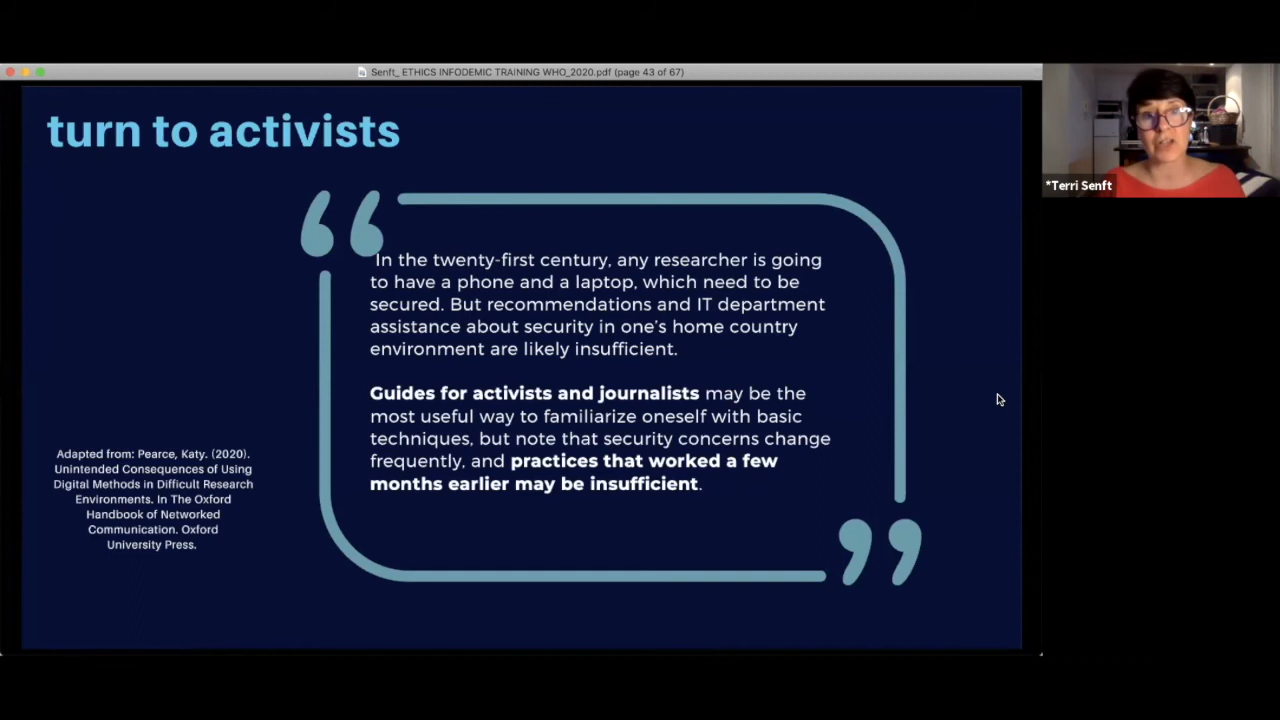 Senft_ ETHICS INFODEMIC TRAINING WHO_2020.pdf (page 43 of 67)
turn to activists
*Terri Senft
“
In the twenty-first century, any researcher is going
to have a phone and a laptop, which need to be
secured. But recommendations and IT department
assistance about security in one’s home country
environment are likely insufficient.
Guides for activists and journalists may be the
most useful way to familiarize oneself with basic
techniques, but note that security concerns change
frequently, and practices that worked a few
months earlier may be insufficient.
”
Adapted from: Pearce, Katy. (2020).
Unintended Consequences of Using
Digital Methods in Difficult Research
Environments. In The Oxford
Handbook of Networked
Communication. Oxford
University Press.